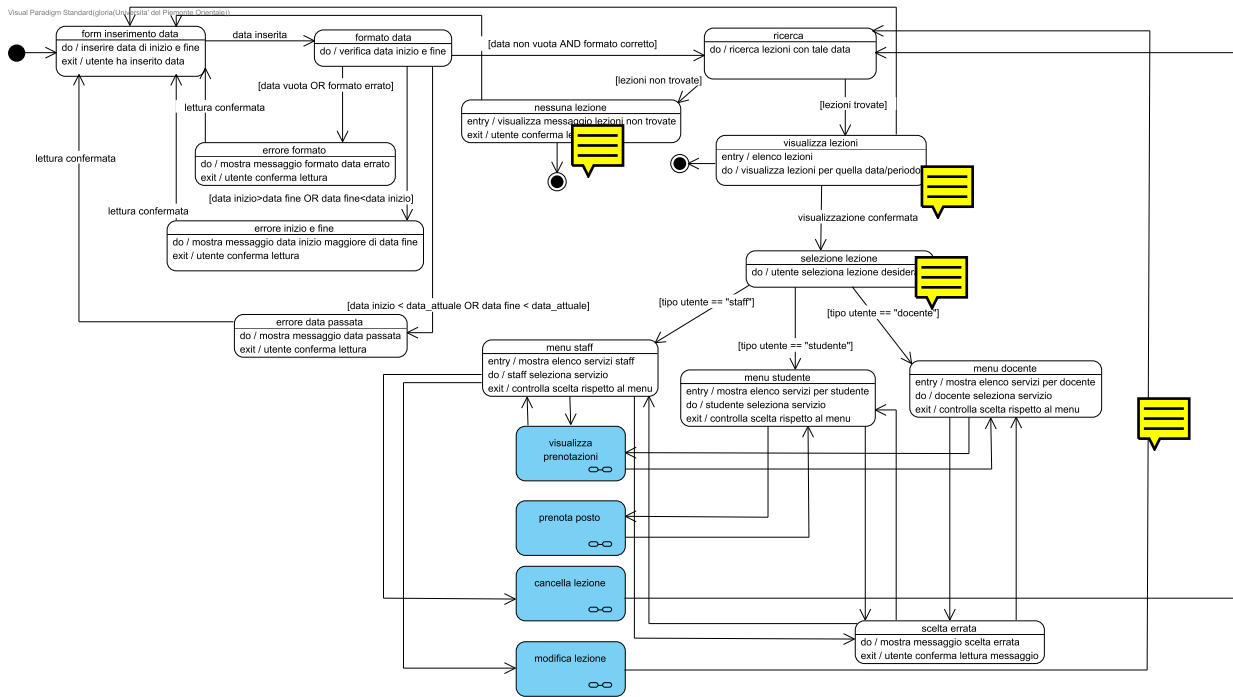 Visual Paradigm Standard(gloria(Universita' del Piemonte Orientale))
form inserimento data
do / inserire data di inizio e fine
exit / utente ha inserito data
data inserita
formato data
do / verifica data inizio e fine
[data non vuota AND formato corretto]
ricerca
do / ricerca lezioni con tale data
[data vuota OR formato errato]
[lezioni non trovate]
[lezioni trovate]
lettura confermata
nessuna lezione
entry / visualizza messaggio lezioni non trovate
exit / utente conferma
errore formato
do / mostra messaggio formato data errato
exit / utente conferma lettura
lettura confermata
visualizza lezioni
entry / elenco lezioni
do / visualizza lezioni per quella data/periodo
[data inizio>data fine OR data fine<data inizio]
lettura confermata
errore inizio e fine
do / mostra messaggio data inizio maggiore di data fine
exit / utente conferma lettura
visualizzazione confermata
selezione lezione
do / utente seleziona lezione
[data inizio < data_attuale OR data fine < data_attuale]
[tipo utente == "staff"]
[tipo utente == "docente"]
[tipo utente == "studente"]
errore data passata
do / mostra messaggio data passata
exit / utente conferma lettura
menu staff
entry / mostra elenco servizi staff
do / staff seleziona servizio
exit / controlla scelta rispetto al menu
menu studente
entry / mostra elenco servizi per studente
do / studente seleziona servizio
exit / controlla scelta rispetto al menu
menu docente
entry / mostra elenco servizi per docente
do / docente seleziona servizio
exit / controlla scelta rispetto al menu
visualizza
prenotazioni
prenota posto
cancella lezione
modifica lezione
scelta errata
do / mostra messaggio scelta errata
exit / utente conferma lettura messaggio